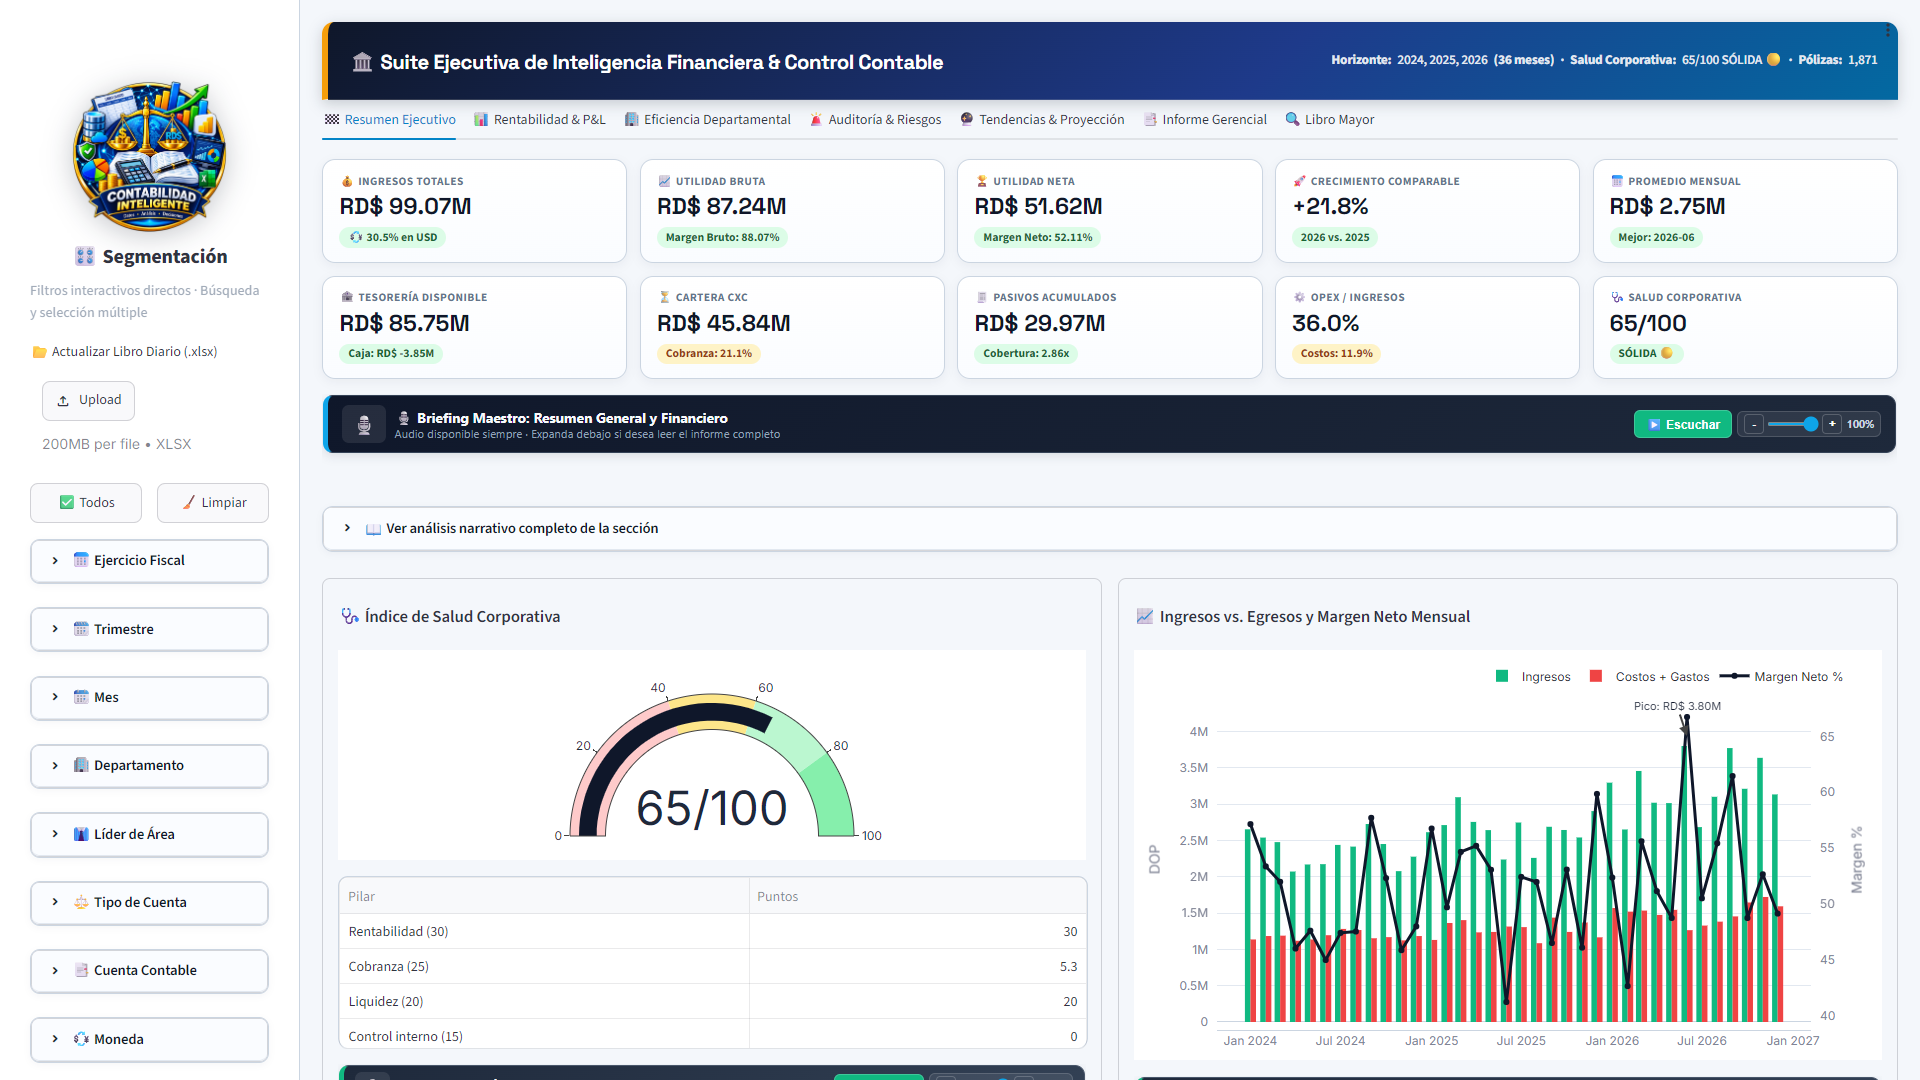 CONTABILIDAD
INTELIGENTE
Segmentación
Filtros interactivos directos · Búsqueda
y selección múltiple
Actualizar Libro Diario (.xlsx)
Upload
200MB per file • XLSX
Todos
Limpiar
Ejercicio Fiscal
Trimestre
Mes
Departamento
Líder de Área
Tipo de Cuenta
Cuenta Contable
Moneda
Suite Ejecutiva de Inteligencia Financiera & Control Contable
Horizonte: 2024, 2025, 2026 (36 meses) • Salud Corporativa: 65/100 SÓLIDA • Pólizas: 1,871
Resumen Ejecutivo
Rentabilidad & P&L
Eficiencia Departamental
Auditoría & Riesgos
Tendencias & Proyección
Informe Gerencial
Libro Mayor
INGRESOS TOTALES
RD$ 99.07M
30.5% en USD
UTILIDAD BRUTA
RD$ 87.24M
Margen Bruto: 88.07%
UTILIDAD NETA
RD$ 51.62M
Margen Neto: 52.11%
CRECIMIENTO COMPARABLE
+21.8%
2026 vs. 2025
PROMEDIO MENSUAL
RD$ 2.75M
Mejor: 2026-06
TESORERÍA DISPONIBLE
RD$ 85.75M
Caja: RD$ -3.85M
CARTERA CXC
RD$ 45.84M
Cobranza: 21.1%
PASIVOS ACUMULADOS
RD$ 29.97M
Cobertura: 2.86x
OPEX / INGRESOS
36.0%
Costos: 11.9%
SALUD CORPORATIVA
65/100
SÓLIDA
Briefing Maestro: Resumen General y Financiero
Audio disponible siempre · Expanda debajo si desea leer el informe completo
Escuchar
- + 100%
Ver análisis narrativo completo de la sección
Índice de Salud Corporativa
0 20 40 60 80 100
65/100
Pilar Puntos
Rentabilidad (30) 30
Cobranza (25) 5.3
Liquidez (20) 20
Control interno (15) 0
Ingresos vs. Egresos y Margen Neto Mensual
Ingresos Costos + Gastos Margen Neto %
Pico: RD$ 3.80M
4M
3.5M
3M
2.5M
2M
1.5M
1M
0.5M
0
DOP
65
60
55
50
45
40
Margen %
Jan 2024 Jul 2024 Jan 2025 Jul 2025 Jan 2026 Jul 2026 Jan 2027